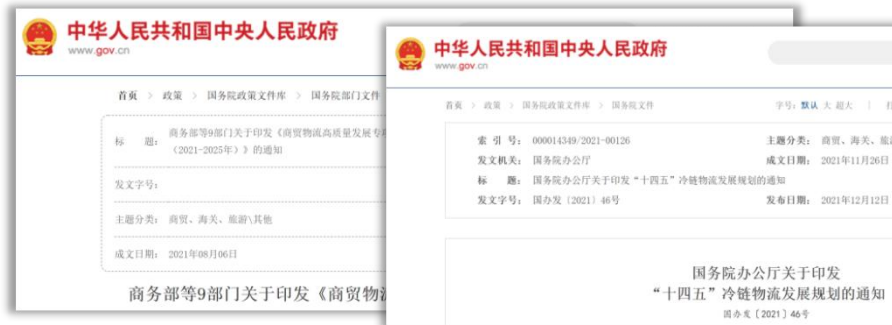 中华人民共和国中央人民政府
www.gov.cn
首页 > 政策 > 国务院政策文件库 > 国务院部门文件
标 题: 商务部等9部门关于印发《商贸物流高质量发展专项
（2021-2025年）》的通知
发文字号:
主题分类: 商贸、海关、旅游\其他
成文日期: 2021年08月06日
商务部等9部门关于印发《商贸物流
中华人民共和国中央人民政府
www.gov.cn
首页 > 政策 > 国务院政策文件库 > 国务院文件
字号: 默认 大 超大 |
索 引 号: 000014349/2021-00126
主题分类: 商贸、海关、旅游
发文机关: 国务院办公厅
成文日期: 2021年11月26日
标 题: 国务院办公厅关于印发“十四五”冷链物流发展规划的通知
发文字号: 国办发〔2021〕46号
发布日期: 2021年12月12日
国务院办公厅关于印发
“十四五”冷链物流发展规划的通知
国办发〔2021〕46号